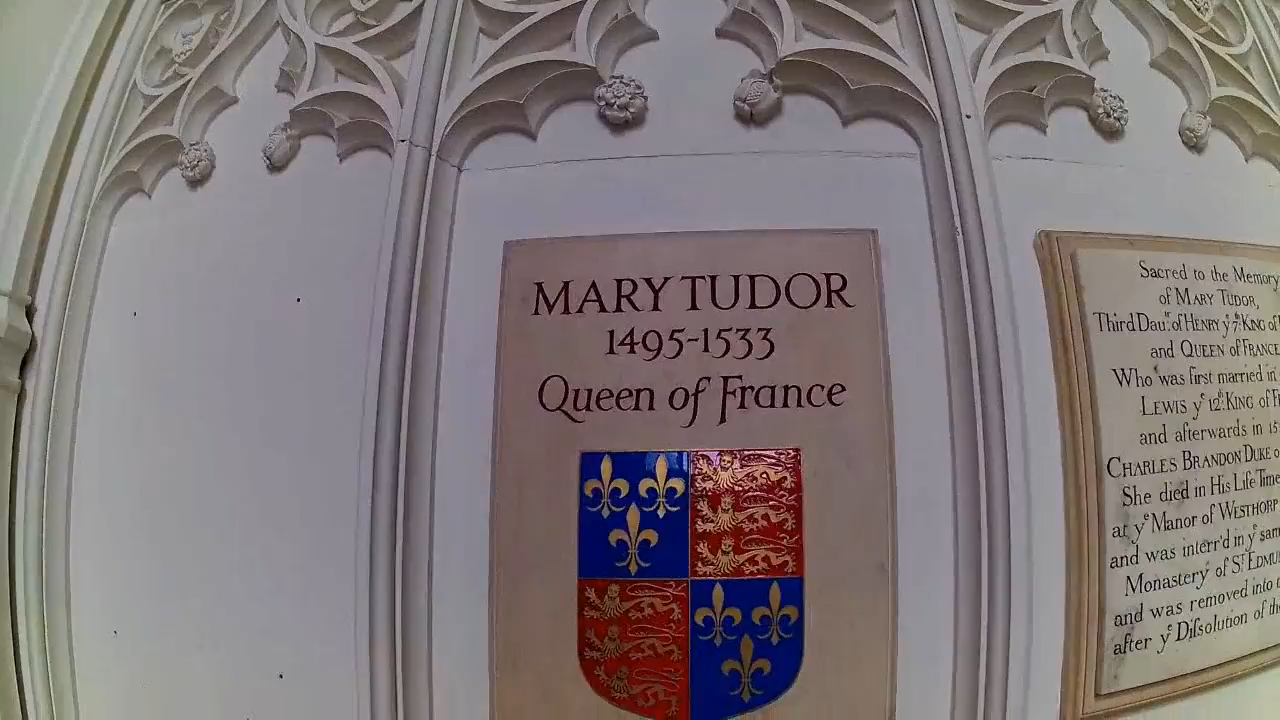 MARY TUDOR
1495-1533
Queen of France
Sacred to the Memory
of MARY TUDOR,
Third Dau.r of HENRY ye 7th KING of
and QUEEN of FRANCE
Who was first married in
LEWIS ye 12th KING of
and afterwards in 15
CHARLES BRANDON DUKE
She died in His Life Time
at ye Manor of WESTHORP
and was interr'd in ye
Monastery of St. EDMU
and was removed into
after ye Diſsolution of